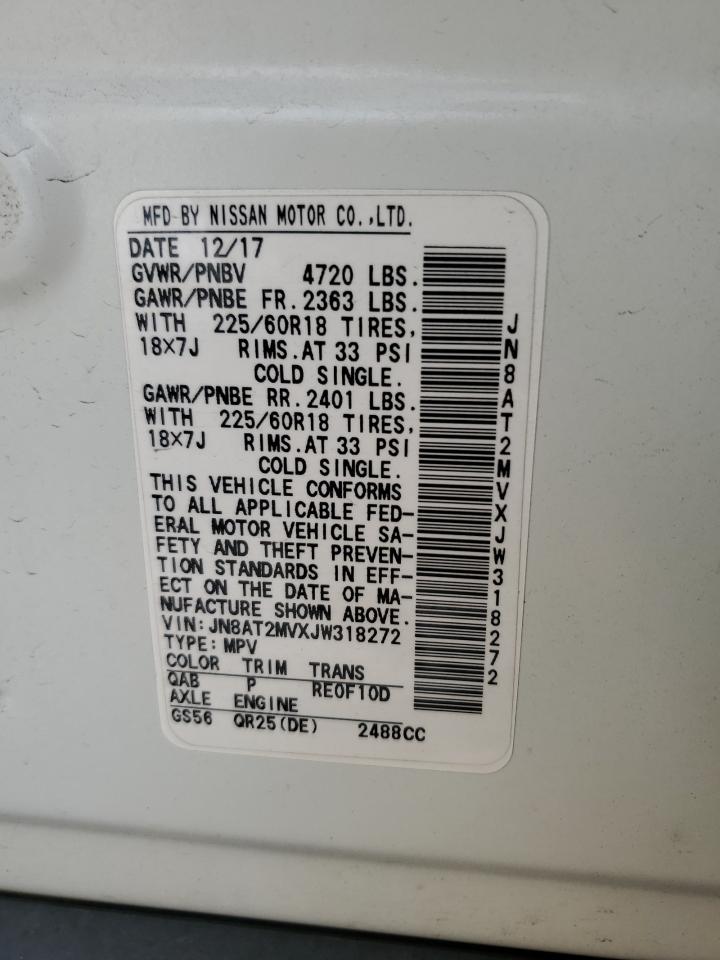 MFD BY NISSAN MOTOR CO.,LTD.
DATE 12/17
GVWR/PNBV 4720 LBS.
GAWR/PNBE FR. 2363 LBS.
WITH 225/60R18 TIRES,
18×7J RIMS. AT 33 PSI
COLD SINGLE.
GAWR/PNBE RR. 2401 LBS.
WITH 225/60R18 TIRES,
18×7J RIMS. AT 33 PSI
COLD SINGLE.
THIS VEHICLE CONFORMS
TO ALL APPLICABLE FED-
ERAL MOTOR VEHICLE SA-
FETY AND THEFT PREVEN-
TION STANDARDS IN EFF-
ECT ON THE DATE OF MA-
NUFACTURE SHOWN ABOVE.
VIN: JN8AT2MVXJW318272
TYPE: MPV
COLOR TRIM TRANS
QAB P RE0F10D
AXLE ENGINE
GS56 QR25(DE) 2488CC
JN8AT2MVXJW318272